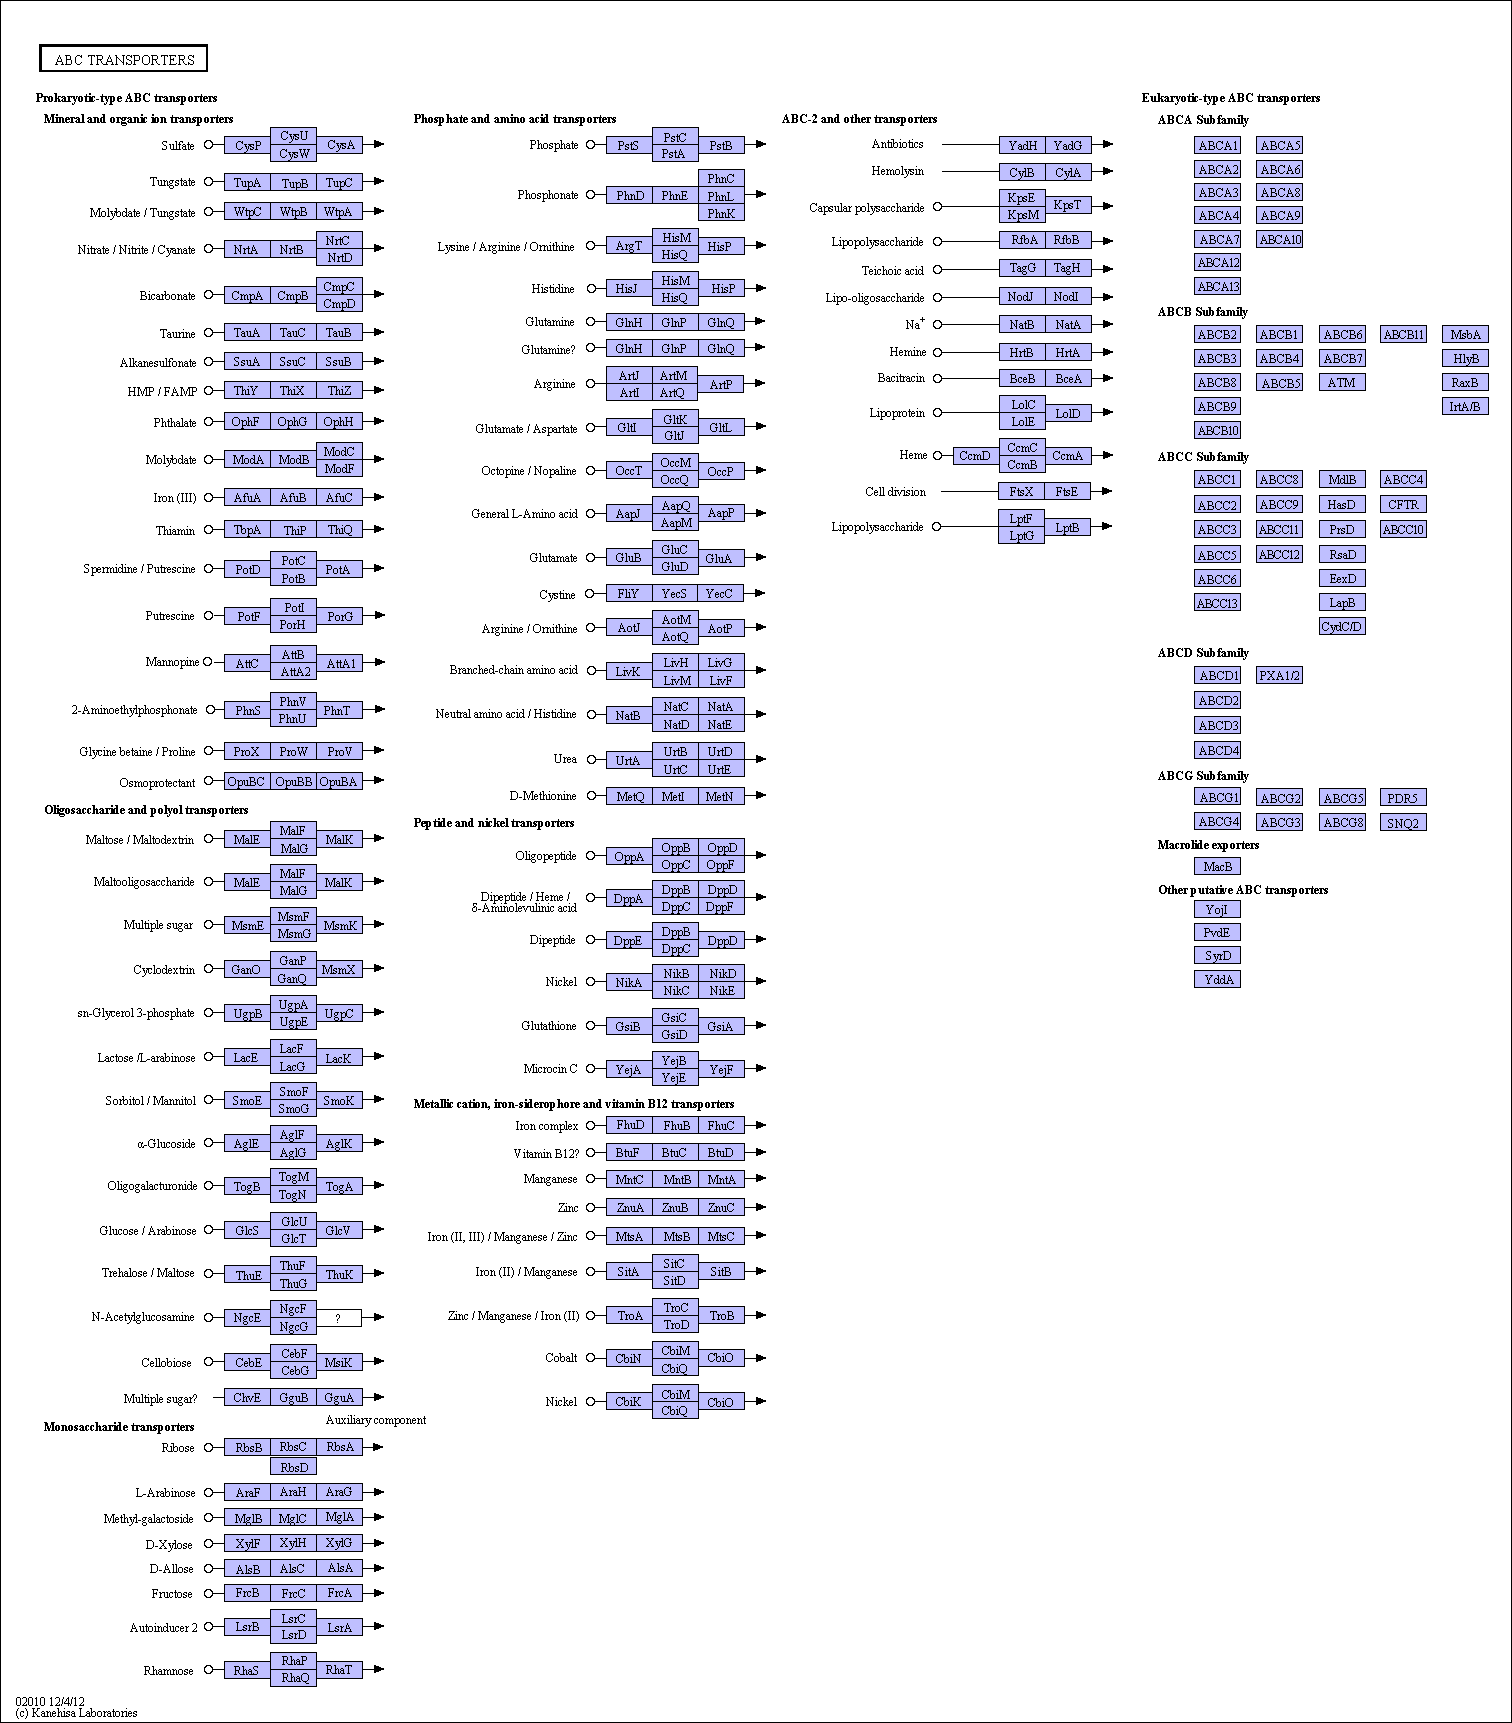 ABC TRANSPORTERS
Prokaryotic-type ABC transporters
Mineral and organic ion transporters
Sulfate CysP CysU CysW CysA
Tungstate TupA TupB TupC
Molybdate / Tungstate WtpC WtpB WtpA
Nitrate / Nitrite / Cyanate NrtA NrtB NrtC NrtD
Bicarbonate CmpA CmpB CmpC CmpD
Taurine TauA TauC TauB
Alkanesulfonate SsuA SsuC SsuB
HMP / FAMP ThiY ThiX ThiZ
Phthalate OphF OphG OphH
Molybdate ModA ModB ModC ModF
Iron (III) AfuA AfuB AfuC
Thiamin TbpA ThiP ThiQ
Spermidine / Putrescine PotD PotC PotB PotA
Putrescine PotF PotI PotH PotG
Mannopine AttC AttB AttA2 AttA1
2-Aminoethylphosphonate PhnS PhnV PhnU PhnT
Glycine betaine / Proline ProX ProW ProV
Osmoprotectant OpuBC OpuBB OpuBA
Oligosaccharide and polyol transporters
Maltose / Maltodextrin MalE MalF MalG MalK
Maltooligosaccharide MalE MalF MalG MalK
Multiple sugar MsmE MsmF MsmG MsmK
Cyclodextrin GanO GanP GanQ MsmX
sn-Glycerol 3-phosphate UgpB UgpA UgpE UgpC
Lactose /L-arabinose LacE LacF LacG LacK
Sorbitol / Mannitol SmoE SmoF SmoG SmoK
α-Glucoside AglE AglF AglG AglK
Oligogalacturonide TogB TogM TogN TogA
Glucose / Arabinose GlcS GlcU GlcT GlcV
Trehalose / Maltose ThuE ThuF ThuG ThuK
N-Acetylglucosamine NgcE NgcF NgcG ?
Cellobiose CebE CebF CebG MsiK
Multiple sugar? ChvE GguB GguA
Auxiliary component
Monosaccharide transporters
Ribose RbsB RbsC RbsA
RbsD
L-Arabinose AraF AraH AraG
Methyl-galactoside MglB MglC MglA
D-Xylose XylF XylH XylG
D-Allose AlsB AlsC AlsA
Fructose FrcB FrcC FrcA
Autoinducer 2 LsrB LsrC LsrD LsrA
Rhamnose RhaS RhaP RhaQ RhaT
02010 12/4/12
(c) Kanehisa Laboratories
Phosphate and amino acid transporters
Phosphate PstS PstC PstA PstB
Phosphonate PhnD PhnE PhnC PhnL PhnK
Lysine / Arginine / Ornithine ArgT HisM HisQ HisP
Histidine HisJ HisM HisQ HisP
Glutamine GlnH GlnP GlnQ
Glutamine? GlnH GlnP GlnQ
Arginine ArtJ ArtI ArtM ArtQ ArtP
Glutamate / Aspartate GltI GltK GltJ GltL
Octopine / Nopaline OccT OccM OccQ OccP
General L-Amino acid AapJ AapQ AapM AapP
Glutamate GluB GluC GluD GluA
Cystine FliY YecS YecC
Arginine / Ornithine AotJ AotM AotQ AotP
Branched-chain amino acid LivK LivH LivM LivG LivF
Neutral amino acid / Histidine NatB NatC NatD NatA NatE
Urea UrtA UrtB UrtC UrtD UrtE
D-Methionine MetQ MetI MetN
Peptide and nickel transporters
Oligopeptide OppA OppB OppC OppD OppF
Dipeptide / Heme /
δ-Aminolevulinic acid DppA DppB DppC DppD DppF
Dipeptide DppE DppB DppC DppD
Nickel NikA NikB NikC NikD NikE
Glutathione GsiB GsiC GsiD GsiA
Microcin C YejA YejB YejE YejF
Metallic cation, iron-siderophore and vitamin B12 transporters
Iron complex FhuD FhuB FhuC
Vitamin B12? BtuF BtuC BtuD
Manganese MntC MntB MntA
Zinc ZnuA ZnuB ZnuC
Iron (II, III) / Manganese / Zinc MtsA MtsB MtsC
Iron (II) / Manganese SitA SitC SitD SitB
Zinc / Manganese / Iron (II) TroA TroC TroD TroB
Cobalt CbiN CbiM CbiQ CbiO
Nickel CbiK CbiM CbiQ CbiO
ABC-2 and other transporters
Antibiotics YadH YadG
Hemolysin CylB CylA
Capsular polysaccharide KpsE KpsM KpsT
Lipopolysaccharide RfbA RfbB
Teichoic acid TagG TagH
Lipo-oligosaccharide NodJ NodI
Na+ NatB NatA
Hemine HrtB HrtA
Bacitracin BceB BceA
Lipoprotein LolC LolE LolD
Heme CcmD CcmC CcmB CcmA
Cell division FtsX FtsE
Lipopolysaccharide LptF LptG LptB
Eukaryotic-type ABC transporters
ABCA Subfamily
ABCA1 ABCA5
ABCA2 ABCA6
ABCA3 ABCA8
ABCA4 ABCA9
ABCA7 ABCA10
ABCA12
ABCA13
ABCB Subfamily
ABCB2 ABCB1 ABCB6 ABCB11 MsbA
ABCB3 ABCB4 ABCB7 HlyB
ABCB8 ABCB5 ATM RaxB
ABCB9 IrtA/B
ABCB10
ABCC Subfamily
ABCC1 ABCC8 MdlB ABCC4
ABCC2 ABCC9 HasD CFTR
ABCC3 ABCC11 PrsD ABCC10
ABCC5 ABCC12 RsaD
ABCC6 EexD
ABCC13 LapB
CydC/D
ABCD Subfamily
ABCD1 PXA1/2
ABCD2
ABCD3
ABCD4
ABCG Subfamily
ABCG1 ABCG2 ABCG5 PDR5
ABCG4 ABCG3 ABCG8 SNQ2
Macrolide exporters
MacB
Other putative ABC transporters
YojI
PvdE
SyrD
YddA